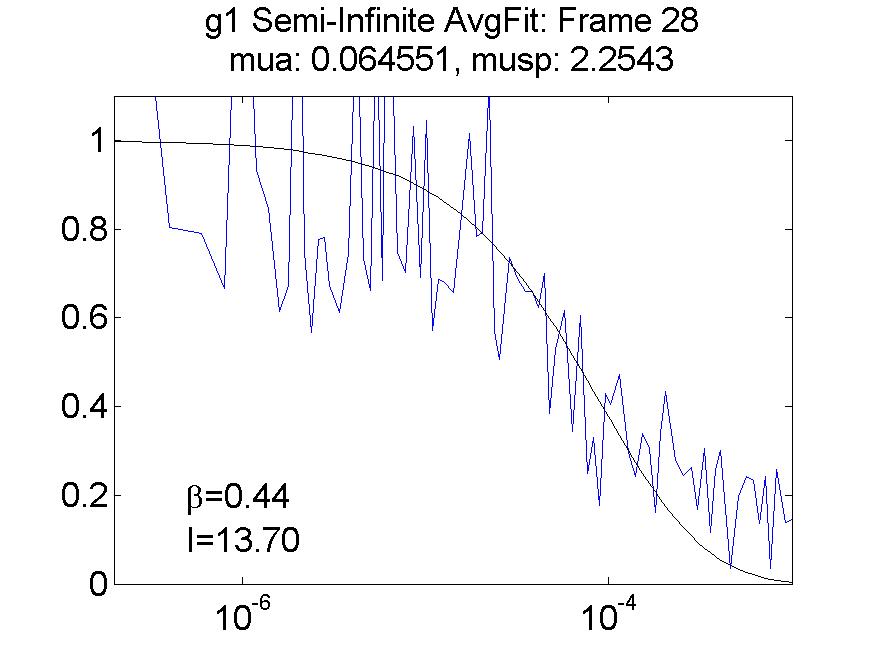 g1 Semi-Infinite AvgFit: Frame 28
mua: 0.064551, musp: 2.2543
1
0.8
0.6
0.4
0.2
0
β=0.44
I=13.70
10^-6
10^-4